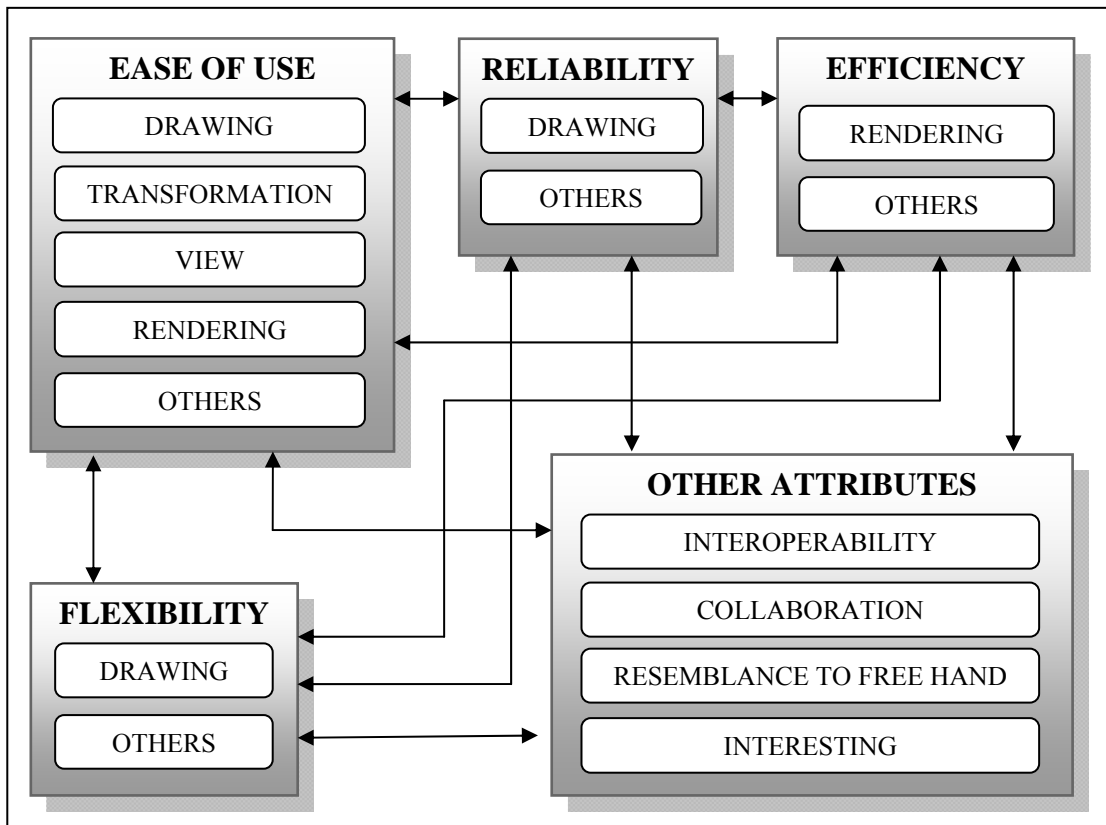 EASE OF USE
DRAWING
TRANSFORMATION
VIEW
RENDERING
OTHERS
RELIABILITY
DRAWING
OTHERS
EFFICIENCY
RENDERING
OTHERS
FLEXIBILITY
DRAWING
OTHERS
OTHER ATTRIBUTES
INTEROPERABILITY
COLLABORATION
RESEMBLANCE TO FREE HAND
INTERESTING